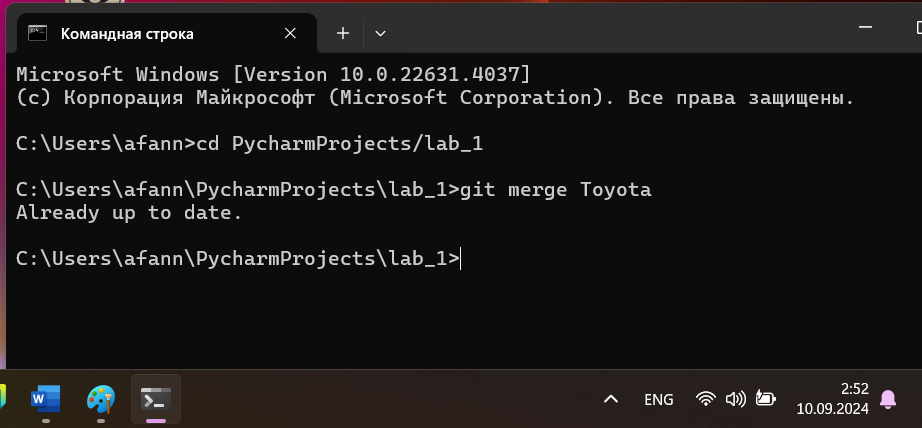 Командная строка
Microsoft Windows [Version 10.0.22631.4037]
(c) Корпорация Майкрософт (Microsoft Corporation). Все права защищены.
C:\Users\afann>cd PycharmProjects/lab_1
C:\Users\afann\PycharmProjects\lab_1>git merge Toyota
Already up to date.
C:\Users\afann\PycharmProjects\lab_1>
ENG
2:52
10.09.2024